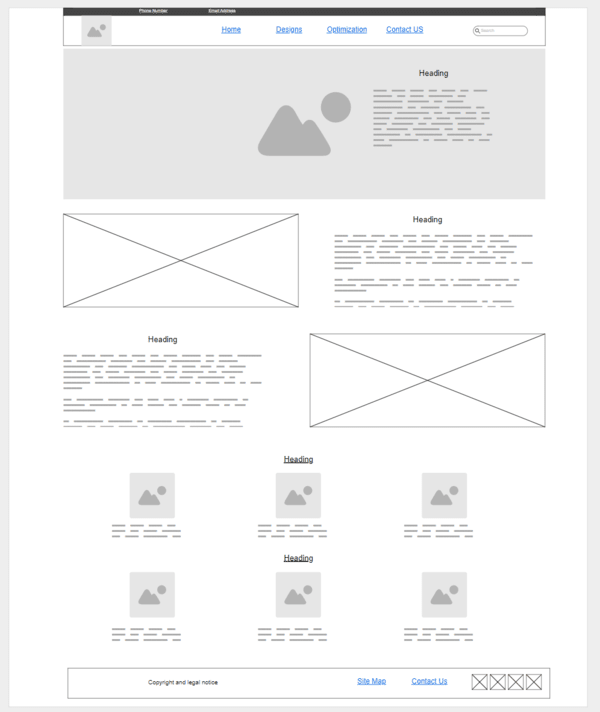 Phone Number Email Address
Home Designs Optimization Contact US Search
Heading
Heading
Heading
Heading
Heading
Copyright and legal notice Site Map Contact Us